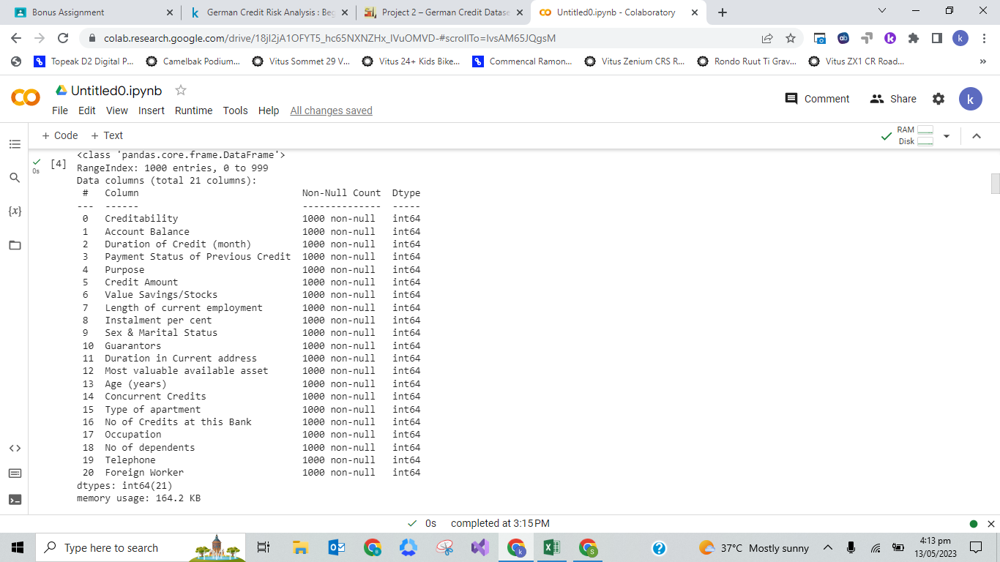 Bonus Assignment
German Credit Risk Analysis : Beg
Project 2 – German Credit Datase
Untitled0.ipynb - Colaboratory
colab.research.google.com/drive/18jI2jA1OFYT5_hc65NXNZHx_IVuOMVD-#scrollTo=IvsAM65JQgsM
Topeak D2 Digital P...
Camelbak Podium...
Vitus Sommet 29 V...
Vitus 24+ Kids Bike...
Commencal Ramon...
Vitus Zenium CRS R...
Rondo Ruut Ti Grav...
Vitus ZX1 CR Road...
Untitled0.ipynb
Comment
Share
k
File Edit View Insert Runtime Tools Help All changes saved
+ Code + Text
RAM
Disk
[4]
0s
<class 'pandas.core.frame.DataFrame'>
RangeIndex: 1000 entries, 0 to 999
Data columns (total 21 columns):
# Column Non-Null Count Dtype
--- ------ -------------- -----
0 Creditability 1000 non-null int64
1 Account Balance 1000 non-null int64
2 Duration of Credit (month) 1000 non-null int64
3 Payment Status of Previous Credit 1000 non-null int64
4 Purpose 1000 non-null int64
5 Credit Amount 1000 non-null int64
6 Value Savings/Stocks 1000 non-null int64
7 Length of current employment 1000 non-null int64
8 Instalment per cent 1000 non-null int64
9 Sex & Marital Status 1000 non-null int64
10 Guarantors 1000 non-null int64
11 Duration in Current address 1000 non-null int64
12 Most valuable available asset 1000 non-null int64
13 Age (years) 1000 non-null int64
14 Concurrent Credits 1000 non-null int64
15 Type of apartment 1000 non-null int64
16 No of Credits at this Bank 1000 non-null int64
17 Occupation 1000 non-null int64
18 No of dependents 1000 non-null int64
19 Telephone 1000 non-null int64
20 Foreign Worker 1000 non-null int64
dtypes: int64(21)
memory usage: 164.2 KB
0s completed at 3:15 PM
Type here to search
37°C Mostly sunny
4:13 pm
13/05/2023